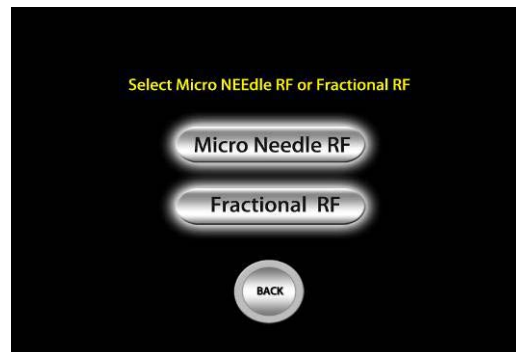 Select Micro NEEdle RF or Fractional RF
Micro Needle RF
Fractional RF
BACK